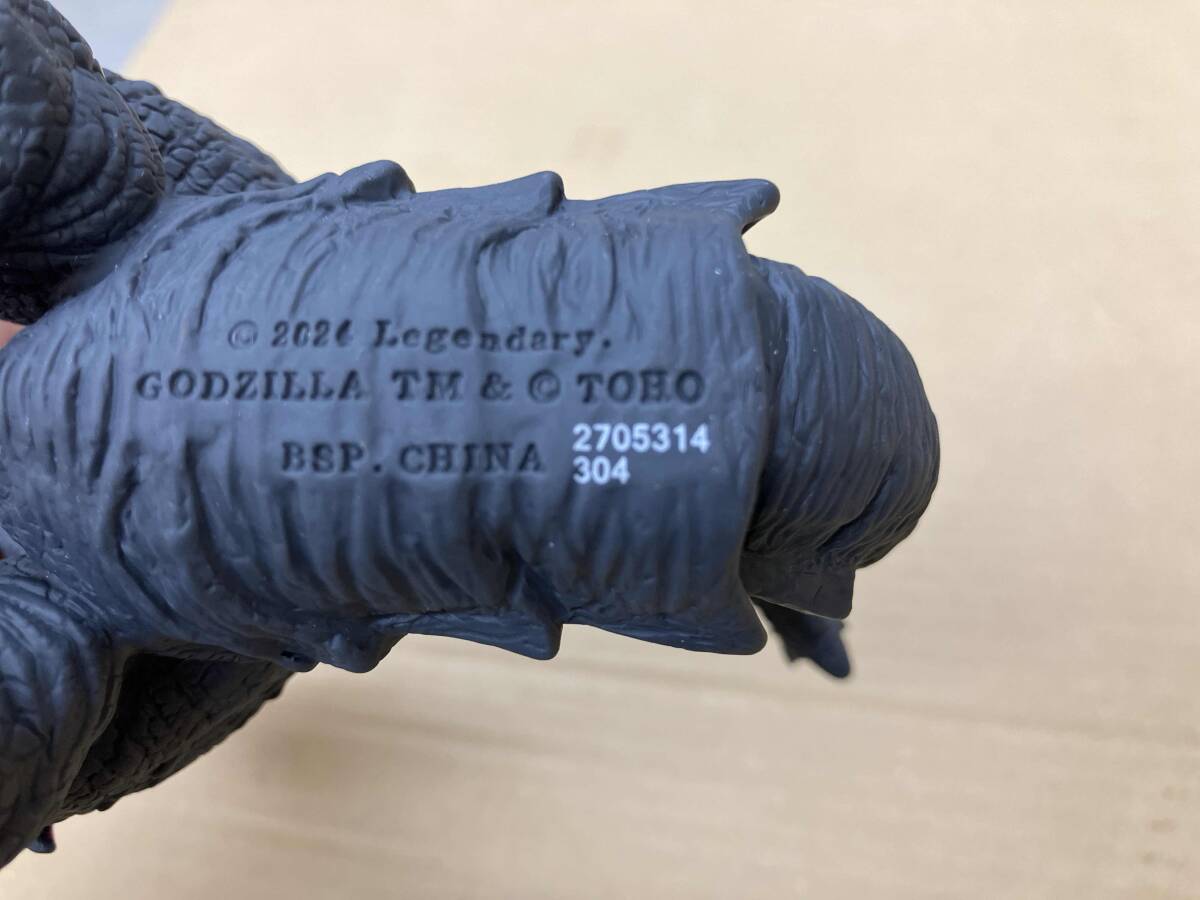 © 2024 Legendary.
GODZILLA TM & © TOHO
BSP. CHINA 2705314
304